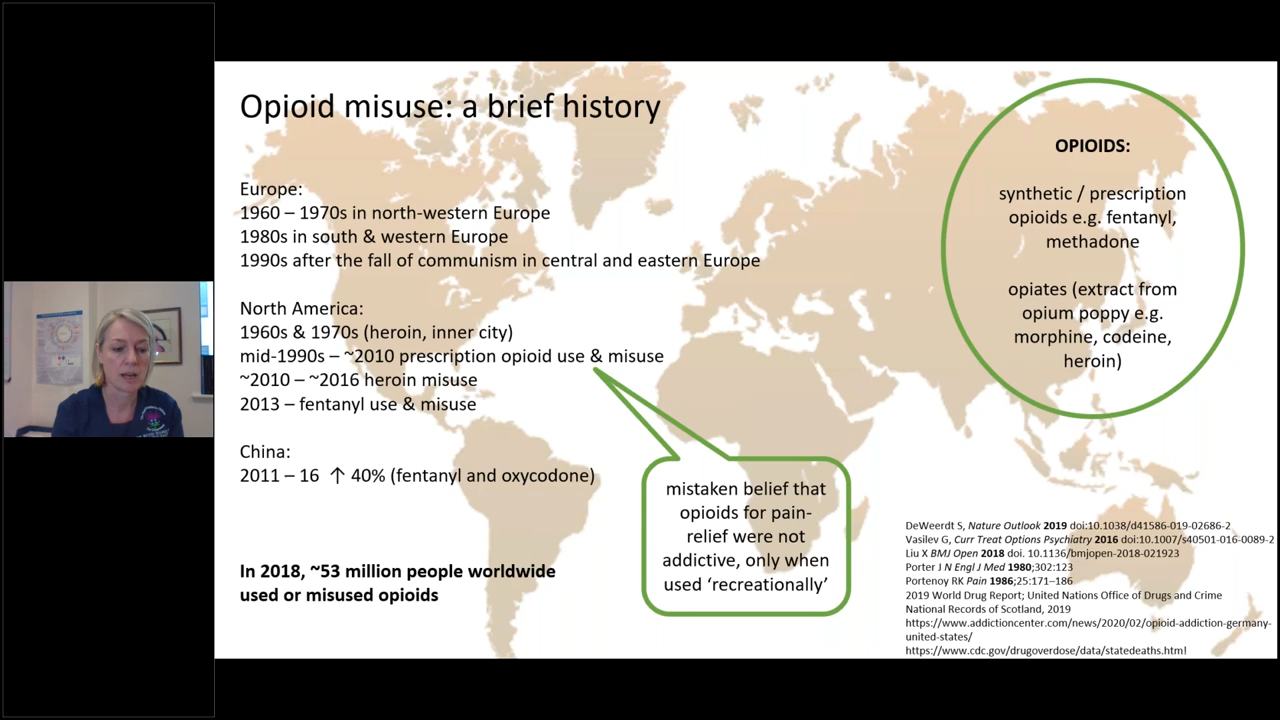 Opioid misuse: a brief history
Europe:
1960 – 1970s in north-western Europe
1980s in south & western Europe
1990s after the fall of communism in central and eastern Europe
North America:
1960s & 1970s (heroin, inner city)
mid-1990s – ~2010 prescription opioid use & misuse
~2010 – ~2016 heroin misuse
2013 – fentanyl use & misuse
China:
2011 – 16 ↑ 40% (fentanyl and oxycodone)
In 2018, ~53 million people worldwide
used or misused opioids
mistaken belief that
opioids for pain-
relief were not
addictive, only when
used ‘recreationally’
OPIOIDS:
synthetic / prescription
opioids e.g. fentanyl,
methadone
opiates (extract from
opium poppy e.g.
morphine, codeine,
heroin)
DeWeerdt S, Nature Outlook 2019 doi:10.1038/d41586-019-02686-2
Vasilev G, Curr Treat Options Psychiatry 2016 doi:10.1007/s40501-016-0089-2
Liu X BMJ Open 2018 doi. 10.1136/bmjopen-2018-021923
Porter J N Engl J Med 1980;302:123
Portenoy RK Pain 1986;25:171–186
2019 World Drug Report; United Nations Office of Drugs and Crime
National Records of Scotland, 2019
https://www.addictioncenter.com/news/2020/02/opioid-addiction-germany-
united-states/
https://www.cdc.gov/drugoverdose/data/statedeaths.html